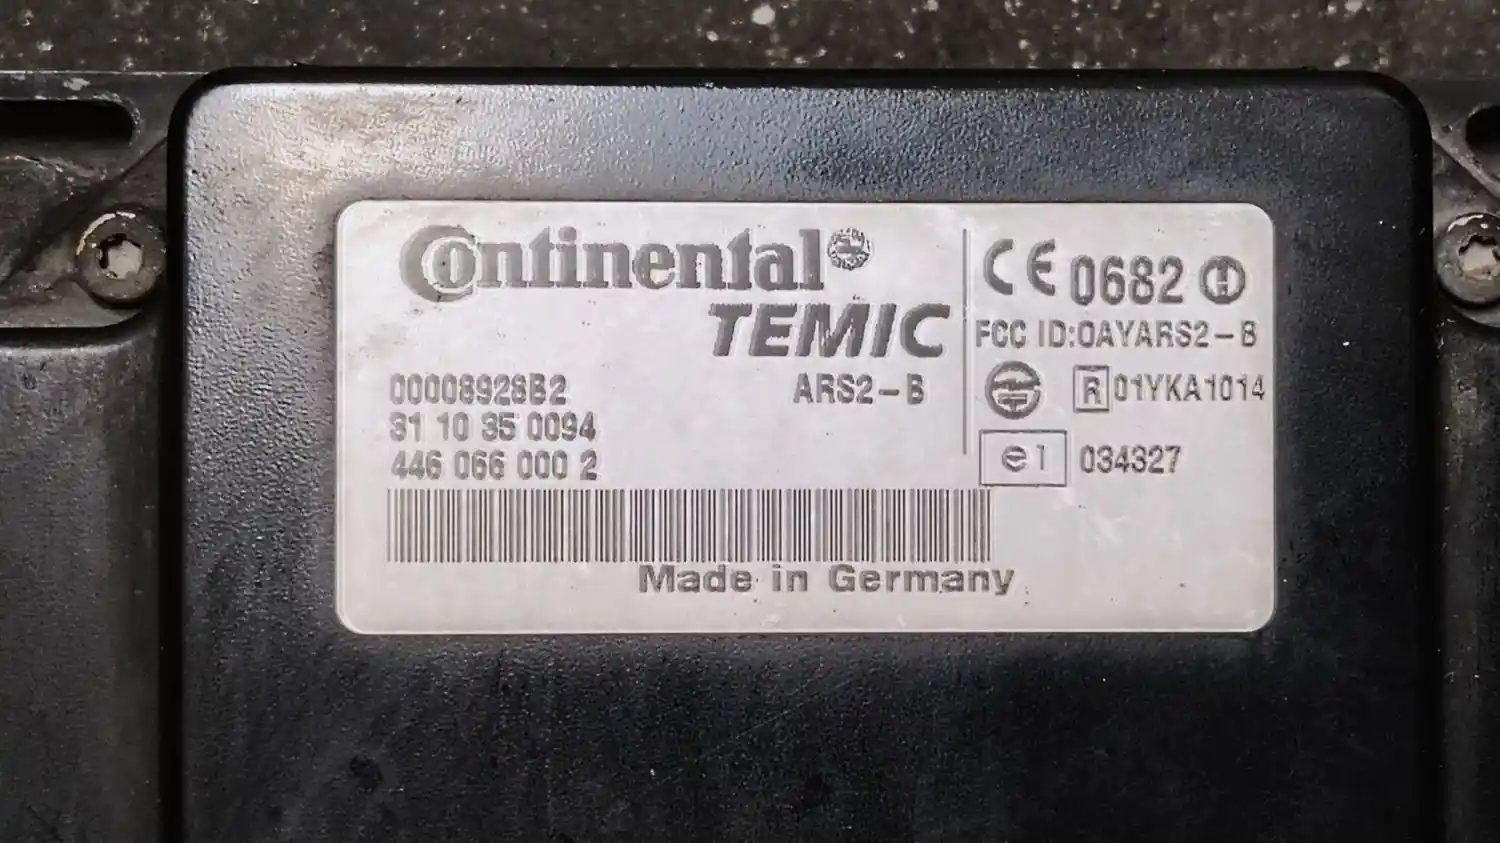 Continental
TEMIC
00008928B2
ARS2-B
31 10 35 0094
446 066 000 2
Made in Germany
CE 0682
FCC ID:OAYARS2-B
R 01YKA1014
e1 034327